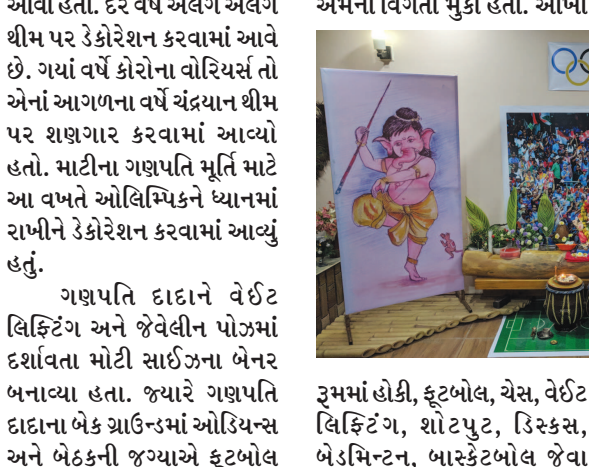 આવી હતી. દર વર્ષે અલગ અલગ
થીમ પર ડેકોરેશન કરવામાં આવે
છે. ગયાં વર્ષે કોરોના વોરિયર્સ તો
એનાં આગળના વર્ષે ચંદ્રયાન થીમ
પર શણગાર કરવામાં આવ્યો
હતો. માટીના ગણપતિ મૂર્તિ માટે
આ વખતે ઓલિમ્પિકને ધ્યાનમાં
રાખીને ડેકોરેશન કરવામાં આવ્યું
હતું.
ગણપતિ દાદાને વેઈટ
લિફ્ટિંગ અને જેવેલીન પોઝમાં
દર્શાવતા મોટી સાઈઝના બેનર
બનાવ્યા હતા. જ્યારે ગણપતિ
દાદાના બેક ગ્રાઉન્ડમાં ઓડિયન્સ
અને બેઠકની જગ્યાએ ફૂટબોલ
એમની વિગતો મુકી હતી. આખા
રૂમમાં હોકી, ફૂટબોલ, ચેસ, વેઈટ
લિફ્ટિંગ, શોટપુટ, ડિસ્કસ,
બેડમિન્ટન, બાસ્કેટબોલ જેવા